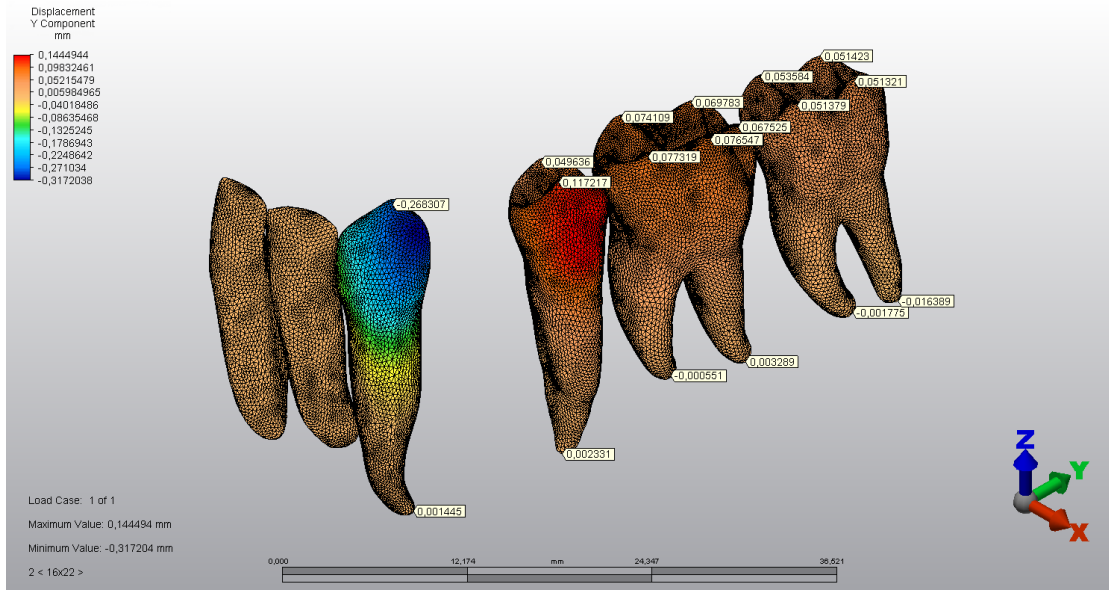 Displacement
Y Component
mm
0,1444944
0,09832461
0,05215479
0,005984965
-0,04018486
-0,08635468
-0,1325245
-0,1786943
-0,2248642
-0,271034
-0,3172038
0,051423
0,053584
0,051321
0,051379
0,069783
0,074109
0,067525
0,076547
0,077319
0,049636
0,117217
-0,268307
-0,016389
-0,001775
0,003289
-0,000551
0,002331
0,001445
Z
Y
X
Load Case: 1 of 1
Maximum Value: 0,144494 mm
Minimum Value: -0,317204 mm
2 < 16x22 >
0,000 12,174 mm 24,347 36,521